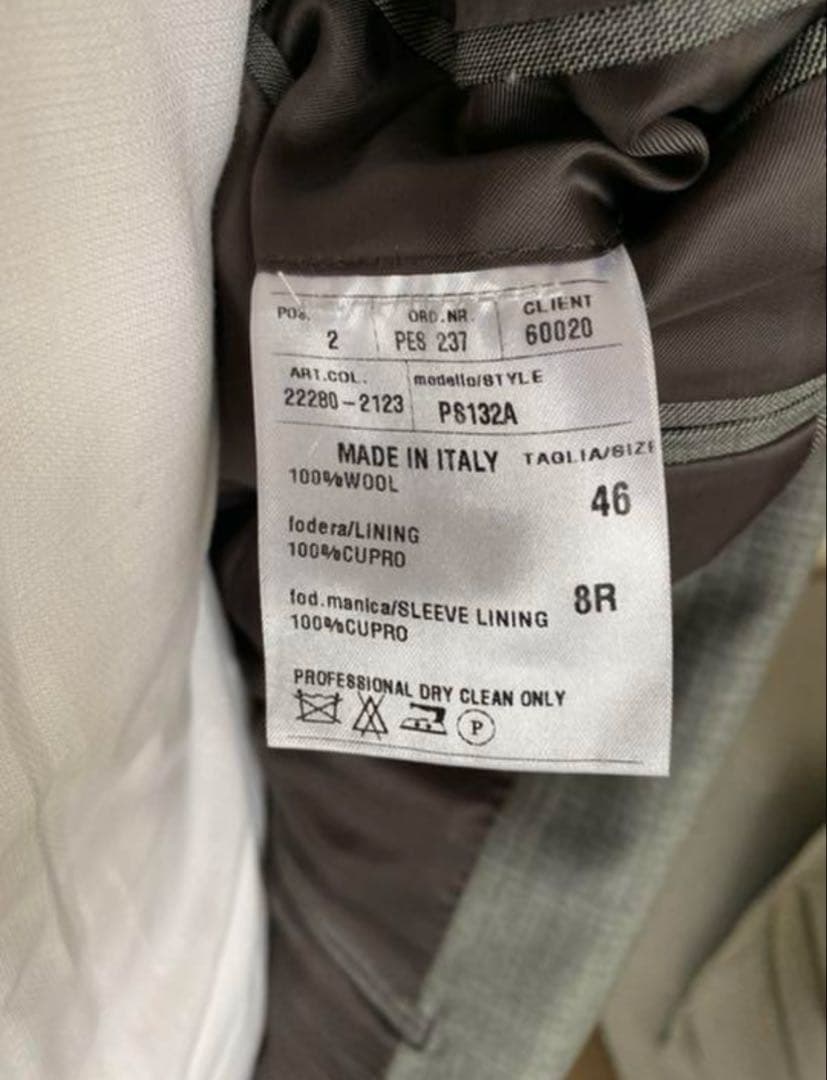 POS. ORD.NR. CLIENT
2 PES 237 60020
ART.COL. modello/STYLE
22280-2123 PS132A
MADE IN ITALY TAGLIA/SIZE
100%WOOL
46
fodera/LINING
100%CUPRO
fod.manica/SLEEVE LINING 8R
100%CUPRO
PROFESSIONAL DRY CLEAN ONLY
P